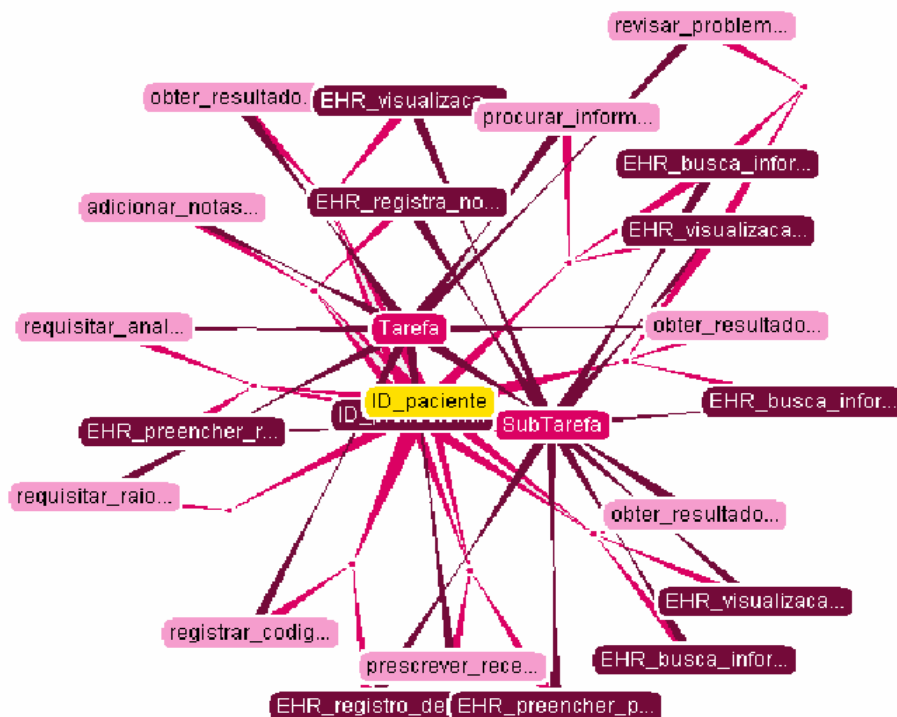 revisar_problem...
obter_resultado.
EHR_visualizaca...
procurar_inform...
EHR_busca_infor...
EHR_registra_no...
adicionar_notas...
EHR_visualizaca...
requisitar_anal...
Tarefa
obter_resultado...
ID_paciente
EHR_busca_infor...
SubTarefa
EHR_preencher_r...
requisitar_raio...
obter_resultado...
EHR_visualizaca...
registrar_codig...
prescrever_rece...
EHR_busca_infor...
EHR_registro_de
EHR_preencher_p...